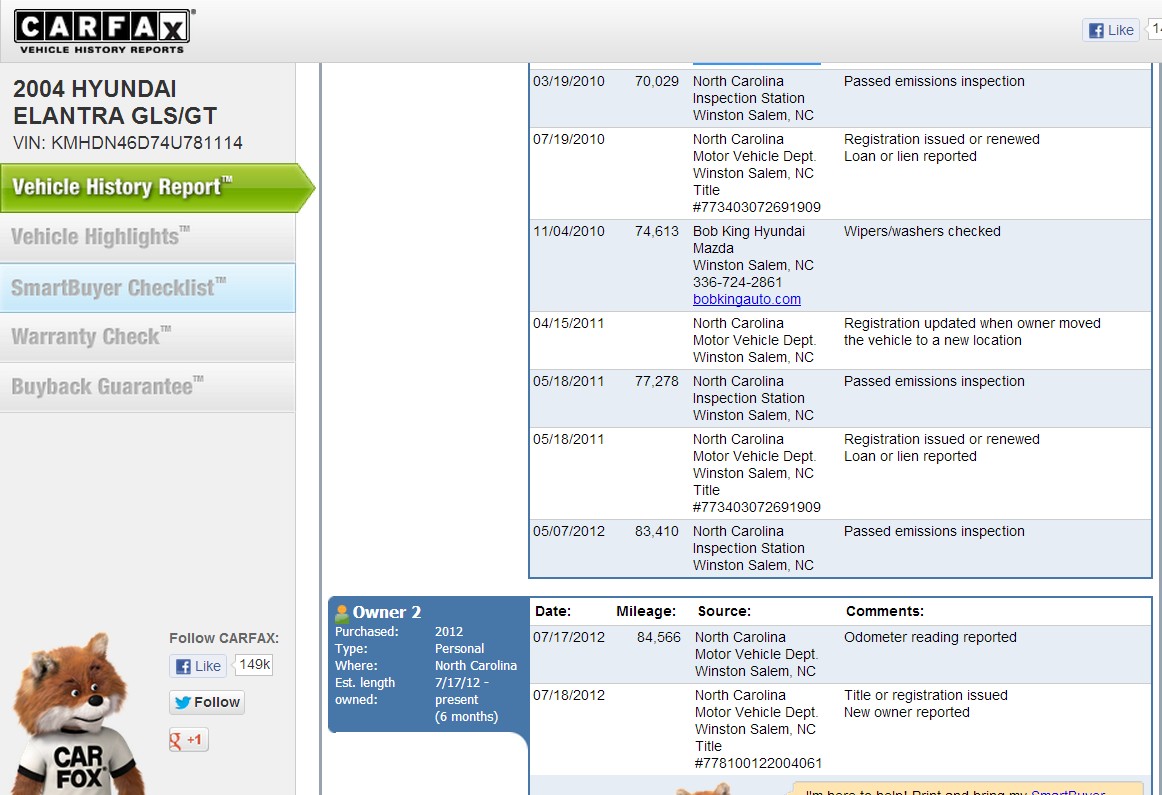 CARFAX
VEHICLE HISTORY REPORTS
Like
2004 HYUNDAI
ELANTRA GLS/GT
VIN: KMHDN46D74U781114
Vehicle History Report™
Vehicle Highlights™
SmartBuyer Checklist™
Warranty Check™
Buyback Guarantee™
Follow CARFAX:
Like 149k
Follow
g +1
CAR
FOX
03/19/2010 70,029 North Carolina Passed emissions inspection
Inspection Station
Winston Salem, NC
07/19/2010 North Carolina Registration issued or renewed
Motor Vehicle Dept. Loan or lien reported
Winston Salem, NC
Title
#773403072691909
11/04/2010 74,613 Bob King Hyundai Wipers/washers checked
Mazda
Winston Salem, NC
336-724-2861
bobkingauto.com
04/15/2011 North Carolina Registration updated when owner moved
Motor Vehicle Dept. the vehicle to a new location
Winston Salem, NC
05/18/2011 77,278 North Carolina Passed emissions inspection
Inspection Station
Winston Salem, NC
05/18/2011 North Carolina Registration issued or renewed
Motor Vehicle Dept. Loan or lien reported
Winston Salem, NC
Title
#773403072691909
05/07/2012 83,410 North Carolina Passed emissions inspection
Inspection Station
Winston Salem, NC
Owner 2
Purchased: 2012
Type: Personal
Where: North Carolina
Est. length 7/17/12 -
owned: present
(6 months)
Date: Mileage: Source: Comments:
07/17/2012 84,566 North Carolina Odometer reading reported
Motor Vehicle Dept.
Winston Salem, NC
07/18/2012 North Carolina Title or registration issued
Motor Vehicle Dept. New owner reported
Winston Salem, NC
Title
#778100122004061
I'm here to help! Print and bring my SmartBuyer